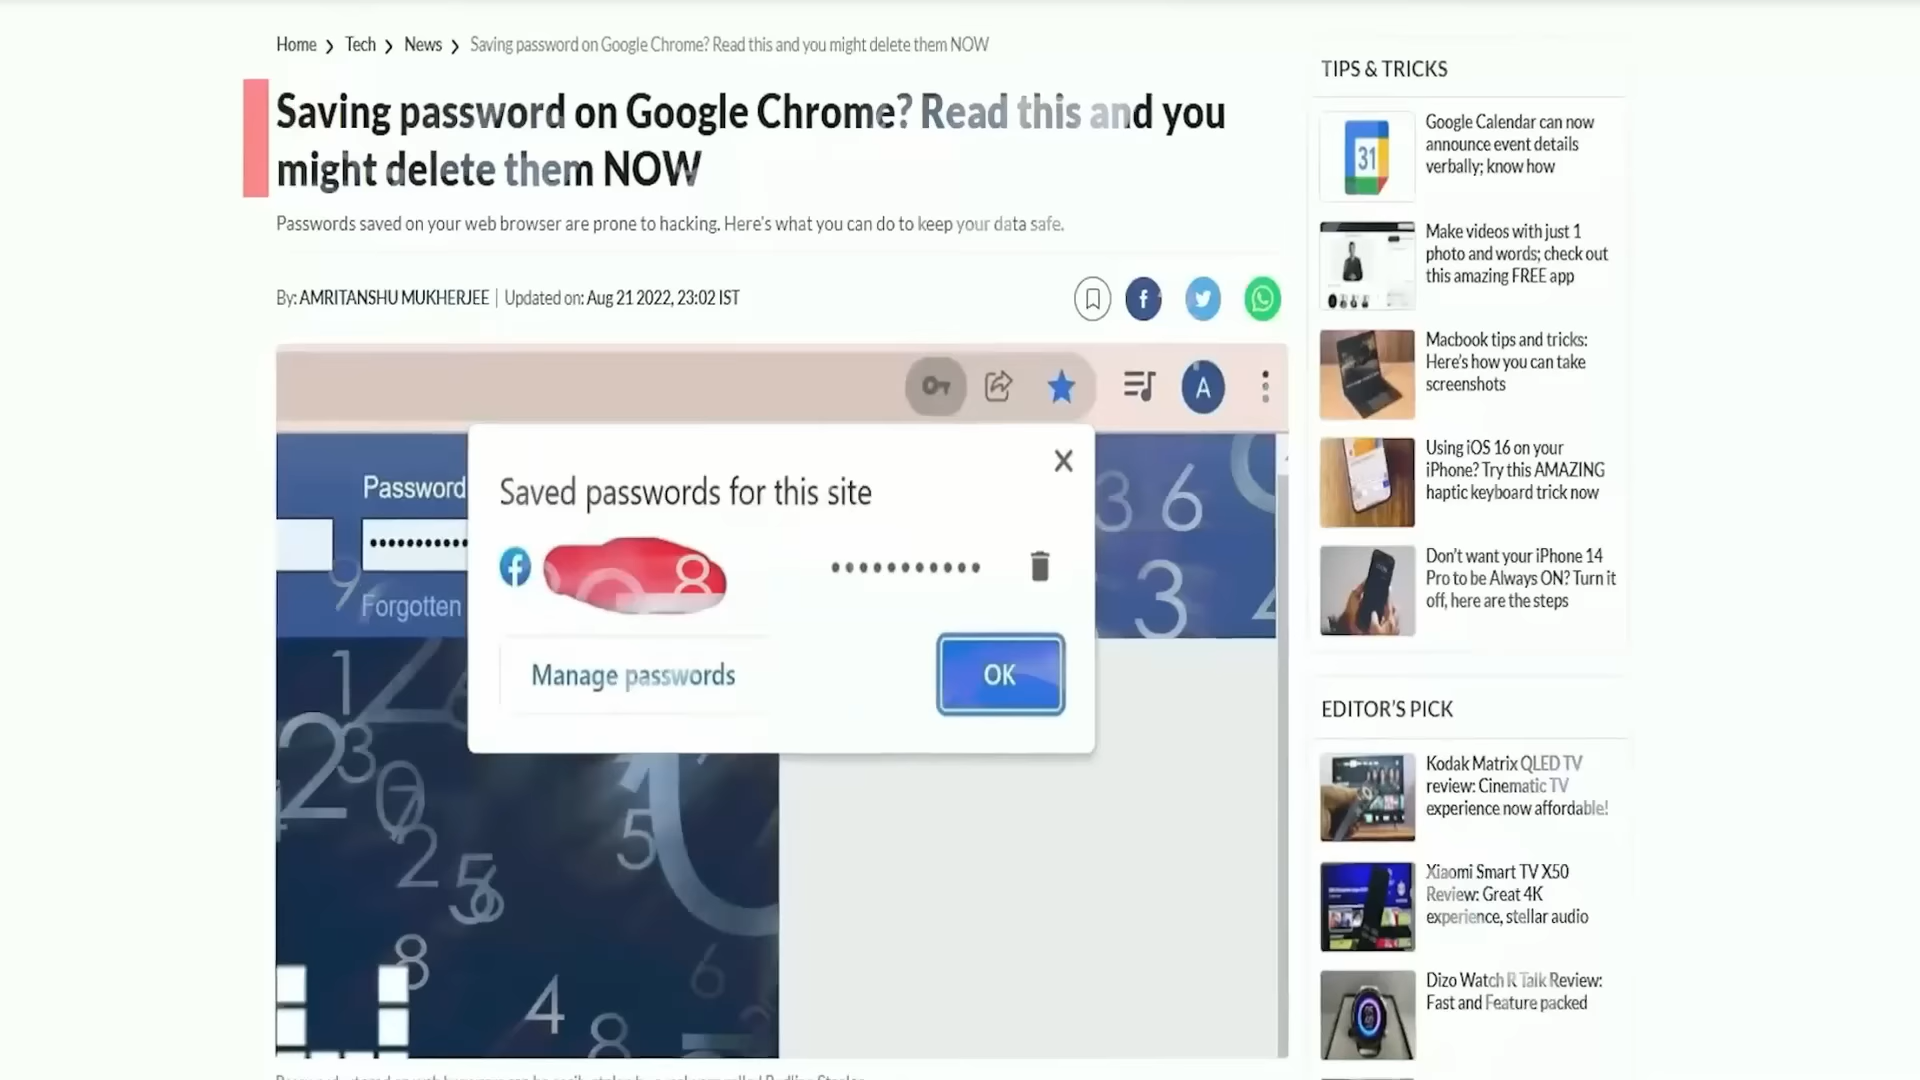 Home > Tech > News > Saving password on Google Chrome? Read this and you might delete them NOW
Saving password on Google Chrome? Read this and you
might delete them NOW
Passwords saved on your web browser are prone to hacking. Here's what you can do to keep your data safe.
By: AMRITANSHU MUKHERJEE | Updated on: Aug 21 2022, 23:02 IST
A
Password
Forgotten
Saved passwords for this site
Manage passwords
OK
TIPS & TRICKS
31
Google Calendar can now
announce event details
verbally; know how
Make videos with just 1
photo and words; check out
this amazing FREE app
Macbook tips and tricks:
Here's how you can take
screenshots
Using iOS 16 on your
iPhone? Try this AMAZING
haptic keyboard trick now
Don't want your iPhone 14
Pro to be Always ON? Turn it
off, here are the steps
EDITOR'S PICK
Kodak Matrix QLED TV
review: Cinematic TV
experience now affordable!
Xiaomi Smart TV X50
Review: Great 4K
experience, stellar audio
Dizo Watch R Talk Review:
Fast and Feature packed